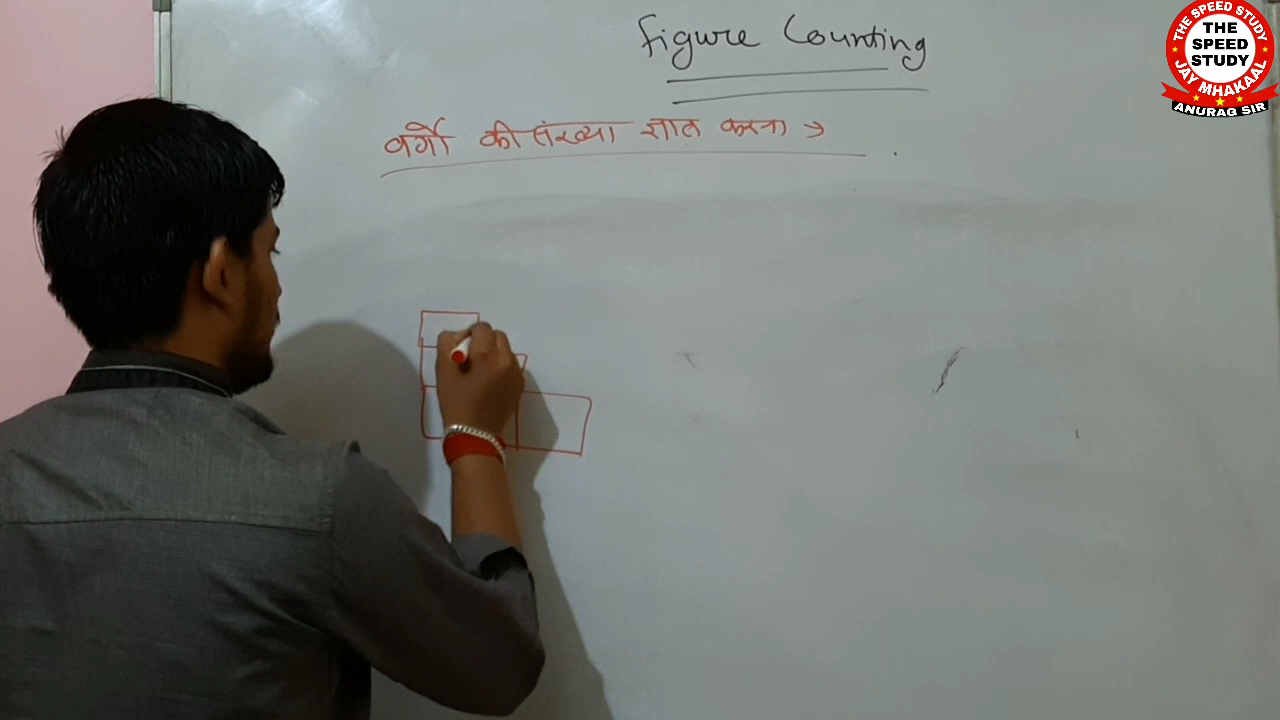 Figure Counting
वर्गो की संख्या ज्ञात करना →
THE SPEED STUDY
THE
SPEED
STUDY
JAY MHAKAAL
ANURAG SIR